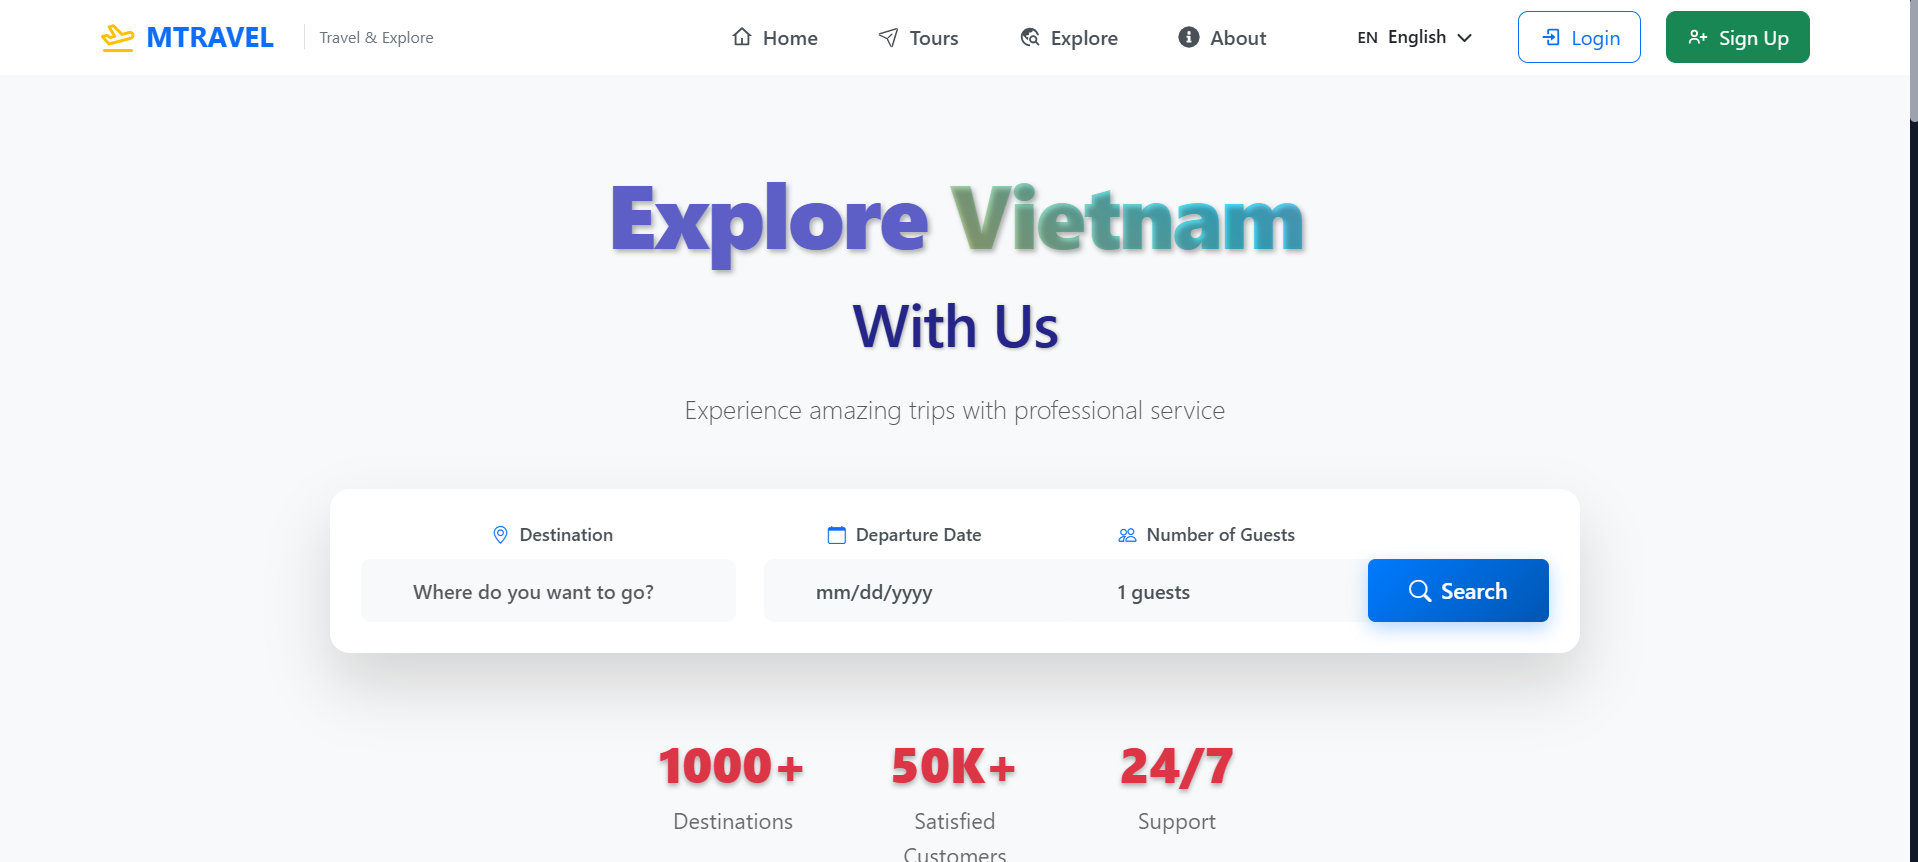 MTRAVEL Travel & Explore Home Tours Explore About EN English Login Sign Up
Explore Vietnam
With Us
Experience amazing trips with professional service
Destination Departure Date Number of Guests
Where do you want to go? mm/dd/yyyy 1 guests Search
1000+ 50K+ 24/7
Destinations Satisfied Support
Customers